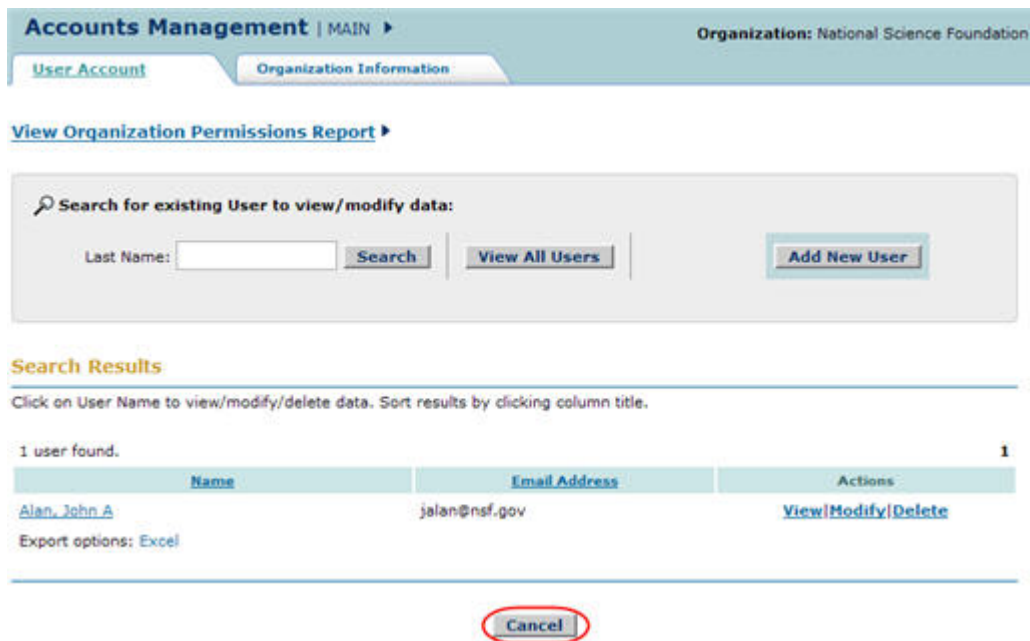 Accounts Management | MAIN
Organization: National Science Foundation
User Account
Organization Information
View Organization Permissions Report
Search for existing User to view/modify data:
Last Name: Search View All Users Add New User
Search Results
Click on User Name to view/modify/delete data. Sort results by clicking column title.
1 user found. 1
Name Email Address Actions
Alan, John A jalan@nsf.gov View|Modify|Delete
Export options: Excel
Cancel